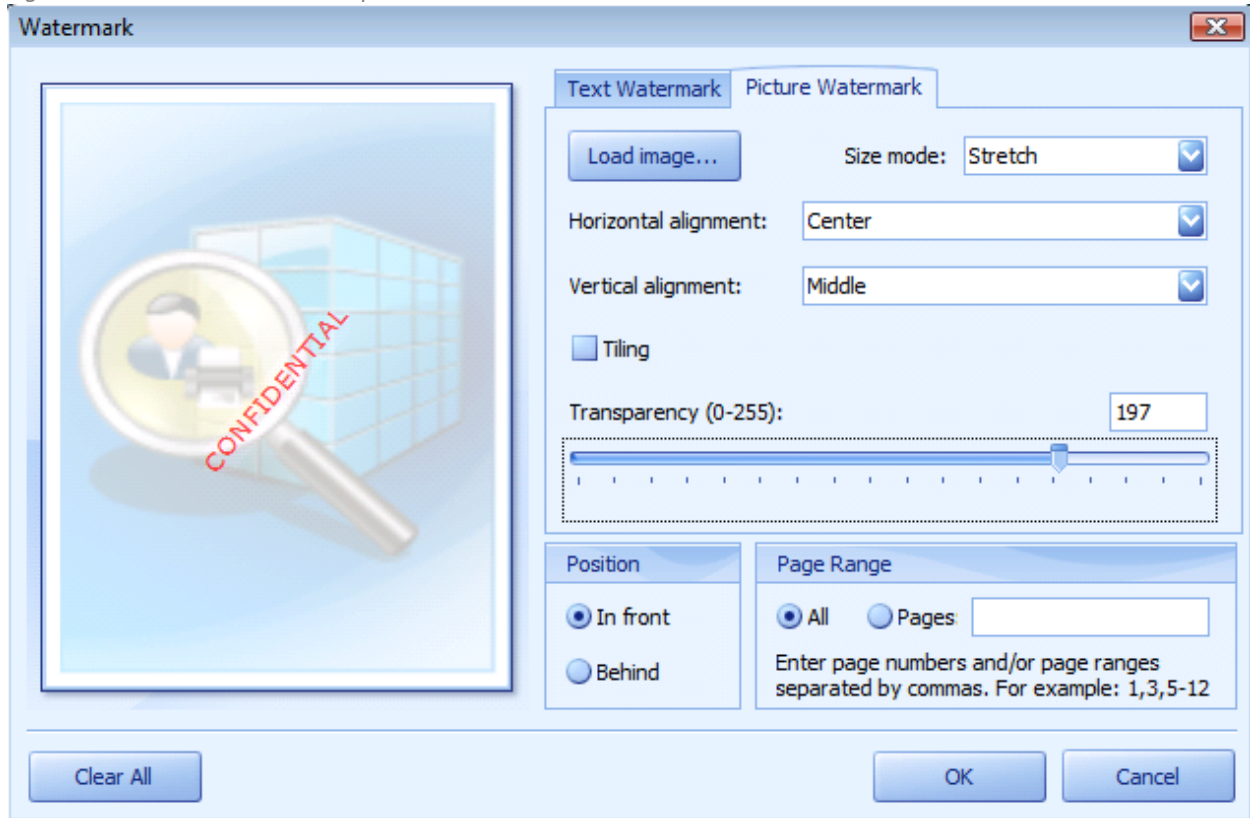 Watermark
Text Watermark
Picture Watermark
Load image...
Size mode:
Stretch
Horizontal alignment:
Center
Vertical alignment:
Middle
Tiling
Transparency (0-255):
197
CONFIDENTIAL
Position
In front
Behind
Page Range
All
Pages:
Enter page numbers and/or page ranges
separated by commas. For example: 1,3,5-12
Clear All
OK
Cancel